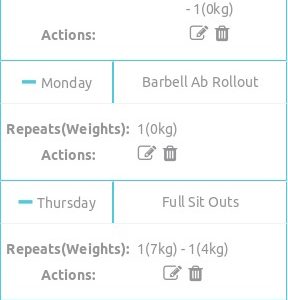 - 1(0kg)
Actions:
Monday Barbell Ab Rollout
Repeats(Weights): 1(0kg)
Actions:
Thursday Full Sit Outs
Repeats(Weights): 1(7kg) - 1(4kg)
Actions: